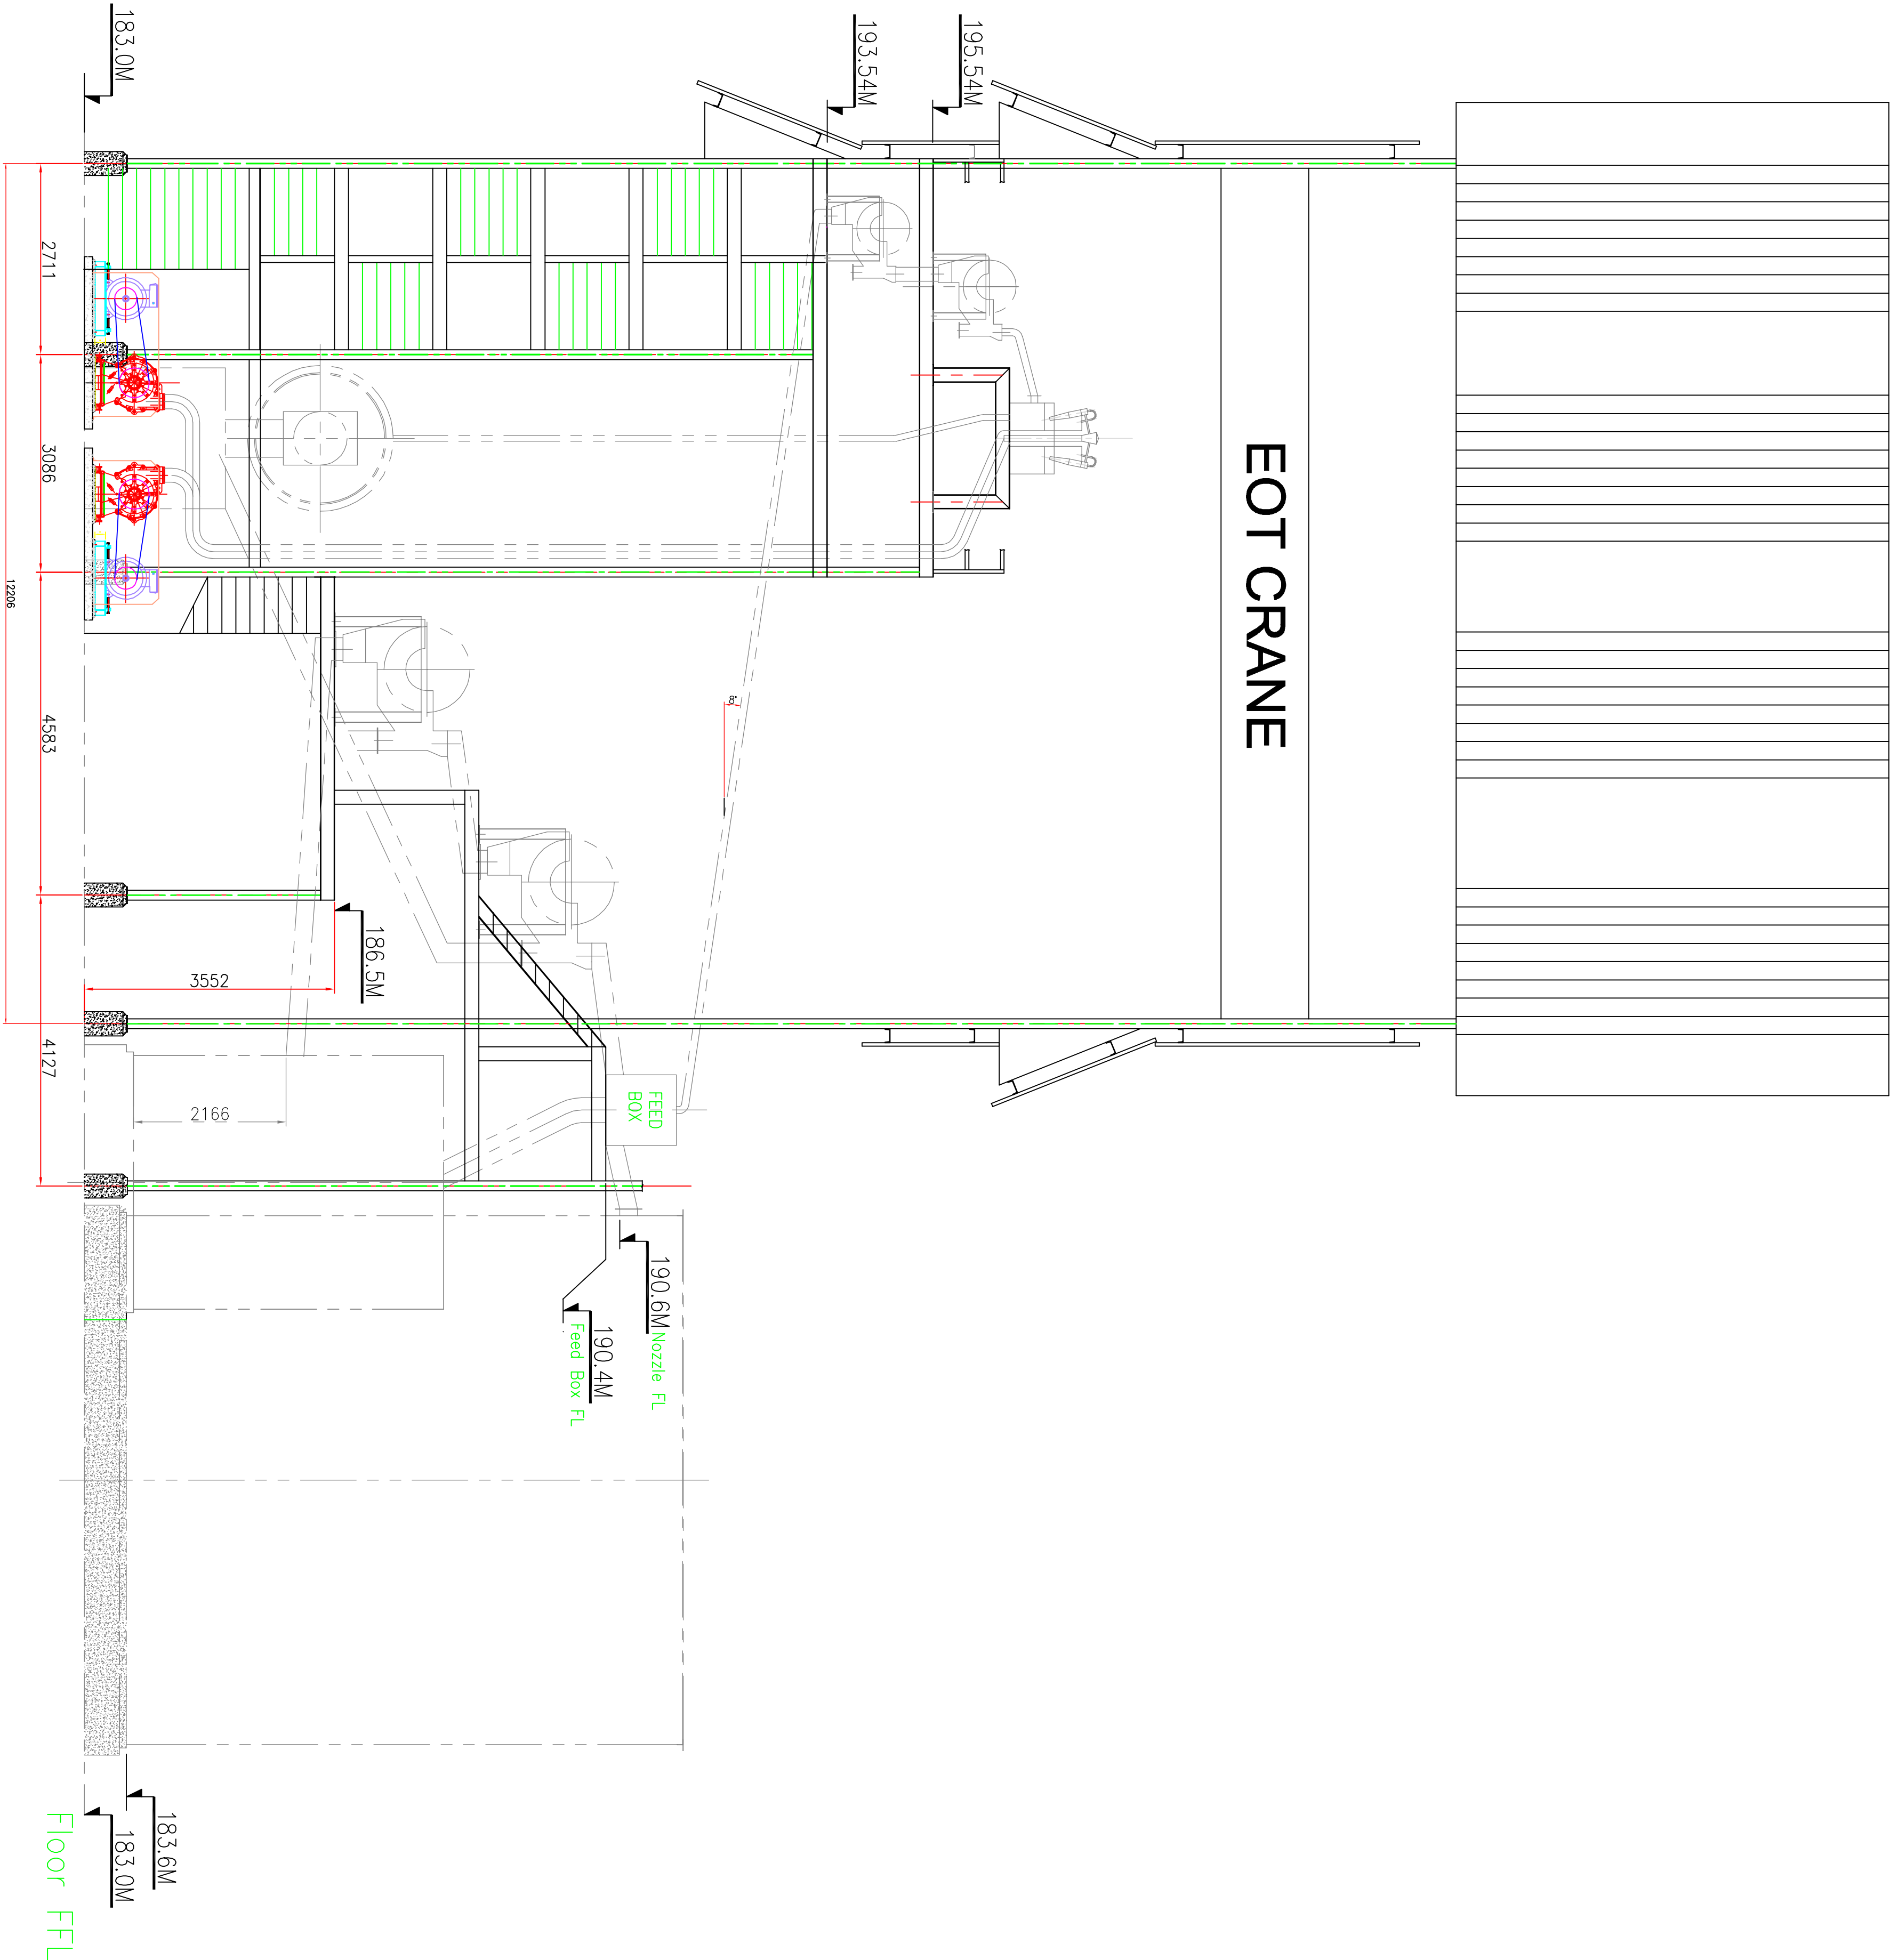 EOT CRANE
195.54M
193.54M
8°
FEED
BOX
190.6M
Nozzle FL
190.4M
Feed Box FL
186.5M
3552
2166
183.6M
183.0M
183.0M
2711
3086
4583
4127
12206
Floor FFL